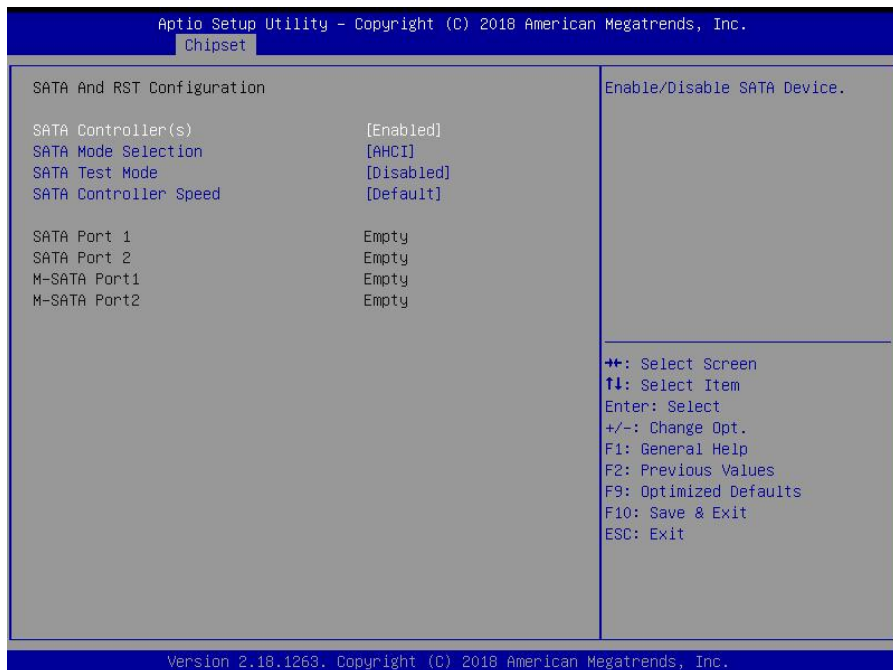 Aptio Setup Utility – Copyright (C) 2018 American Megatrends, Inc.
Chipset
SATA And RST Configuration
SATA Controller(s) [Enabled]
SATA Mode Selection [AHCI]
SATA Test Mode [Disabled]
SATA Controller Speed [Default]
SATA Port 1 Empty
SATA Port 2 Empty
M-SATA Port1 Empty
M-SATA Port2 Empty
Enable/Disable SATA Device.
→←: Select Screen
↑↓: Select Item
Enter: Select
+/-: Change Opt.
F1: General Help
F2: Previous Values
F9: Optimized Defaults
F10: Save & Exit
ESC: Exit
Version 2.18.1263. Copyright (C) 2018 American Megatrends, Inc.